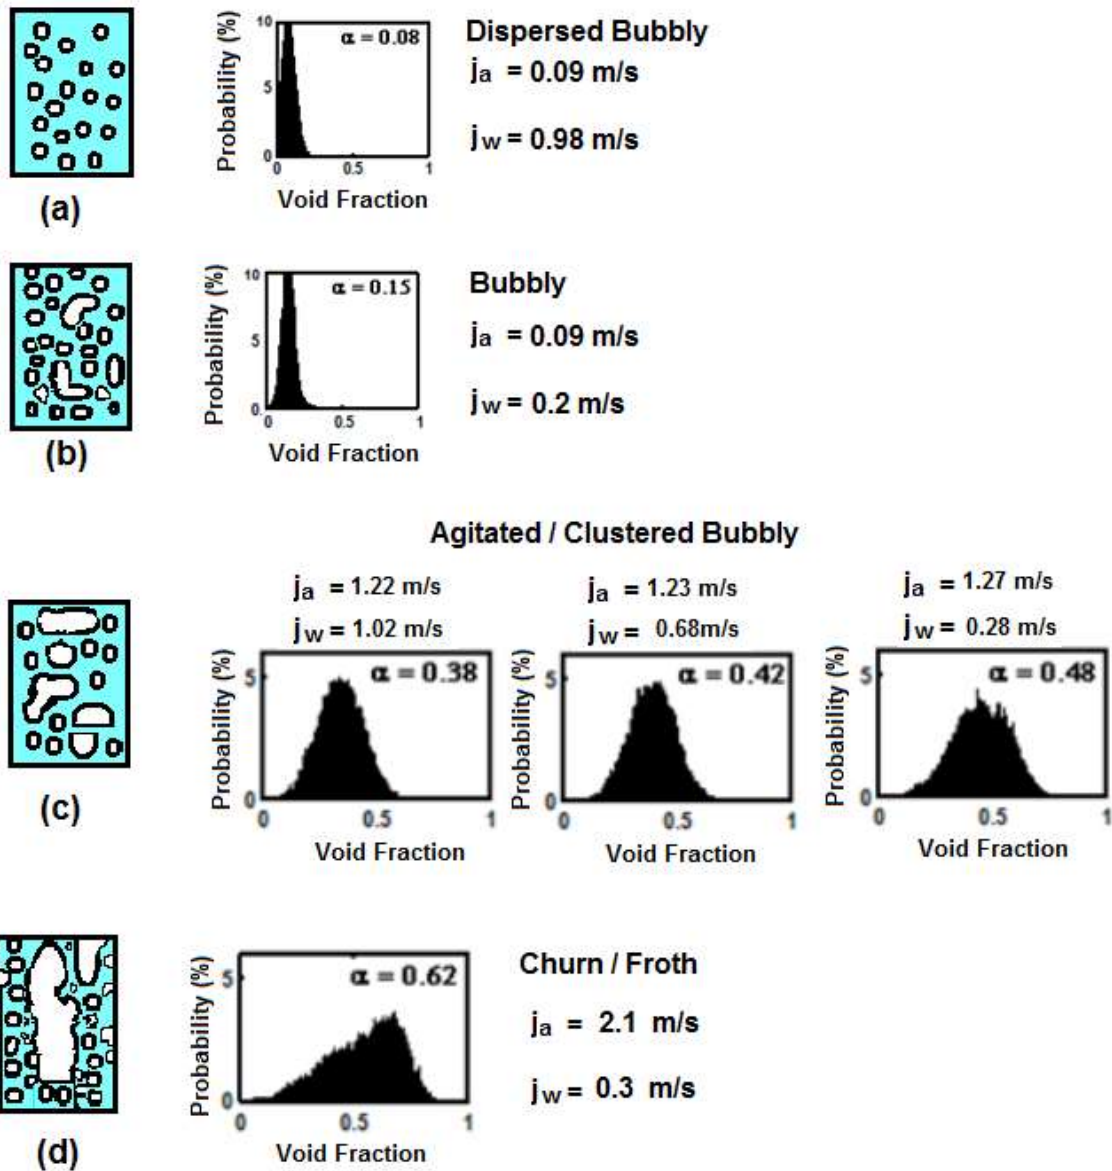 10
α = 0.08
Probability (%)
5
0
0
0.5
1
Void Fraction
Dispersed Bubbly
ja = 0.09 m/s
jw = 0.98 m/s
(a)
10
α = 0.15
Probability (%)
5
0
0
0.5
1
Void Fraction
Bubbly
ja = 0.09 m/s
jw = 0.2 m/s
(b)
Agitated / Clustered Bubbly
ja = 1.22 m/s
jw = 1.02 m/s
α = 0.38
Probability (%)
5
0
0
0.5
1
Void Fraction
ja = 1.23 m/s
jw = 0.68m/s
α = 0.42
Probability (%)
5
0
0
0.5
1
Void Fraction
ja = 1.27 m/s
jw = 0.28 m/s
α = 0.48
Probability (%)
5
0
0
0.5
1
Void Fraction
(c)
α = 0.62
Probability (%)
5
0
0
0.5
1
Void Fraction
Churn / Froth
ja = 2.1 m/s
jw = 0.3 m/s
(d)